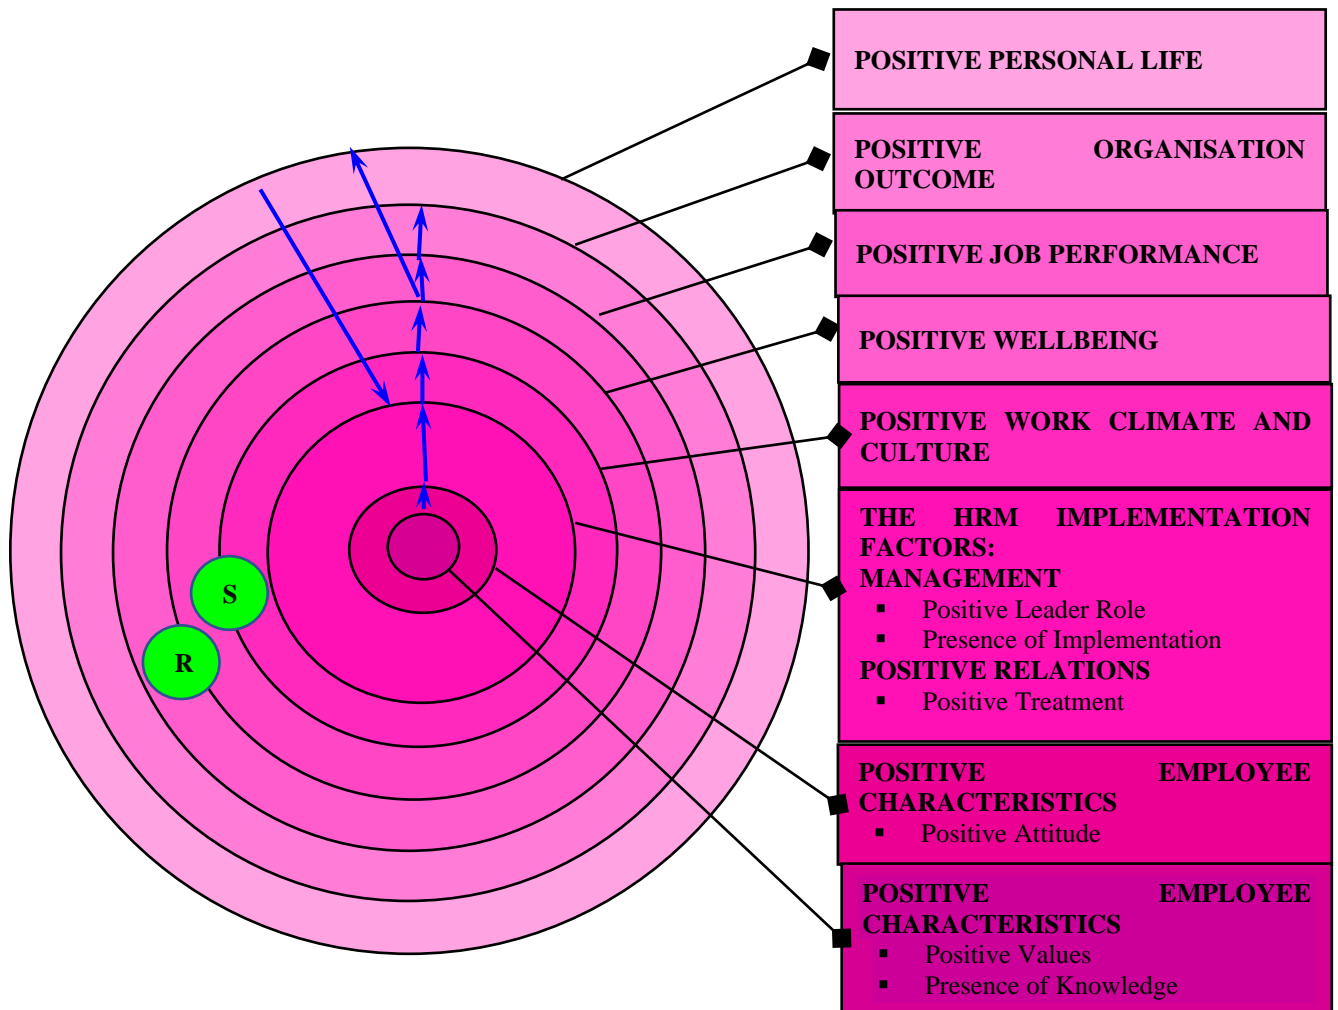 POSITIVE PERSONAL LIFE
POSITIVE ORGANISATION
OUTCOME
POSITIVE JOB PERFORMANCE
POSITIVE WELLBEING
POSITIVE WORK CLIMATE AND
CULTURE
THE HRM IMPLEMENTATION
FACTORS:
MANAGEMENT
▪ Positive Leader Role
▪ Presence of Implementation
POSITIVE RELATIONS
▪ Positive Treatment
POSITIVE EMPLOYEE
CHARACTERISTICS
▪ Positive Attitude
POSITIVE EMPLOYEE
CHARACTERISTICS
▪ Positive Values
▪ Presence of Knowledge
S
R